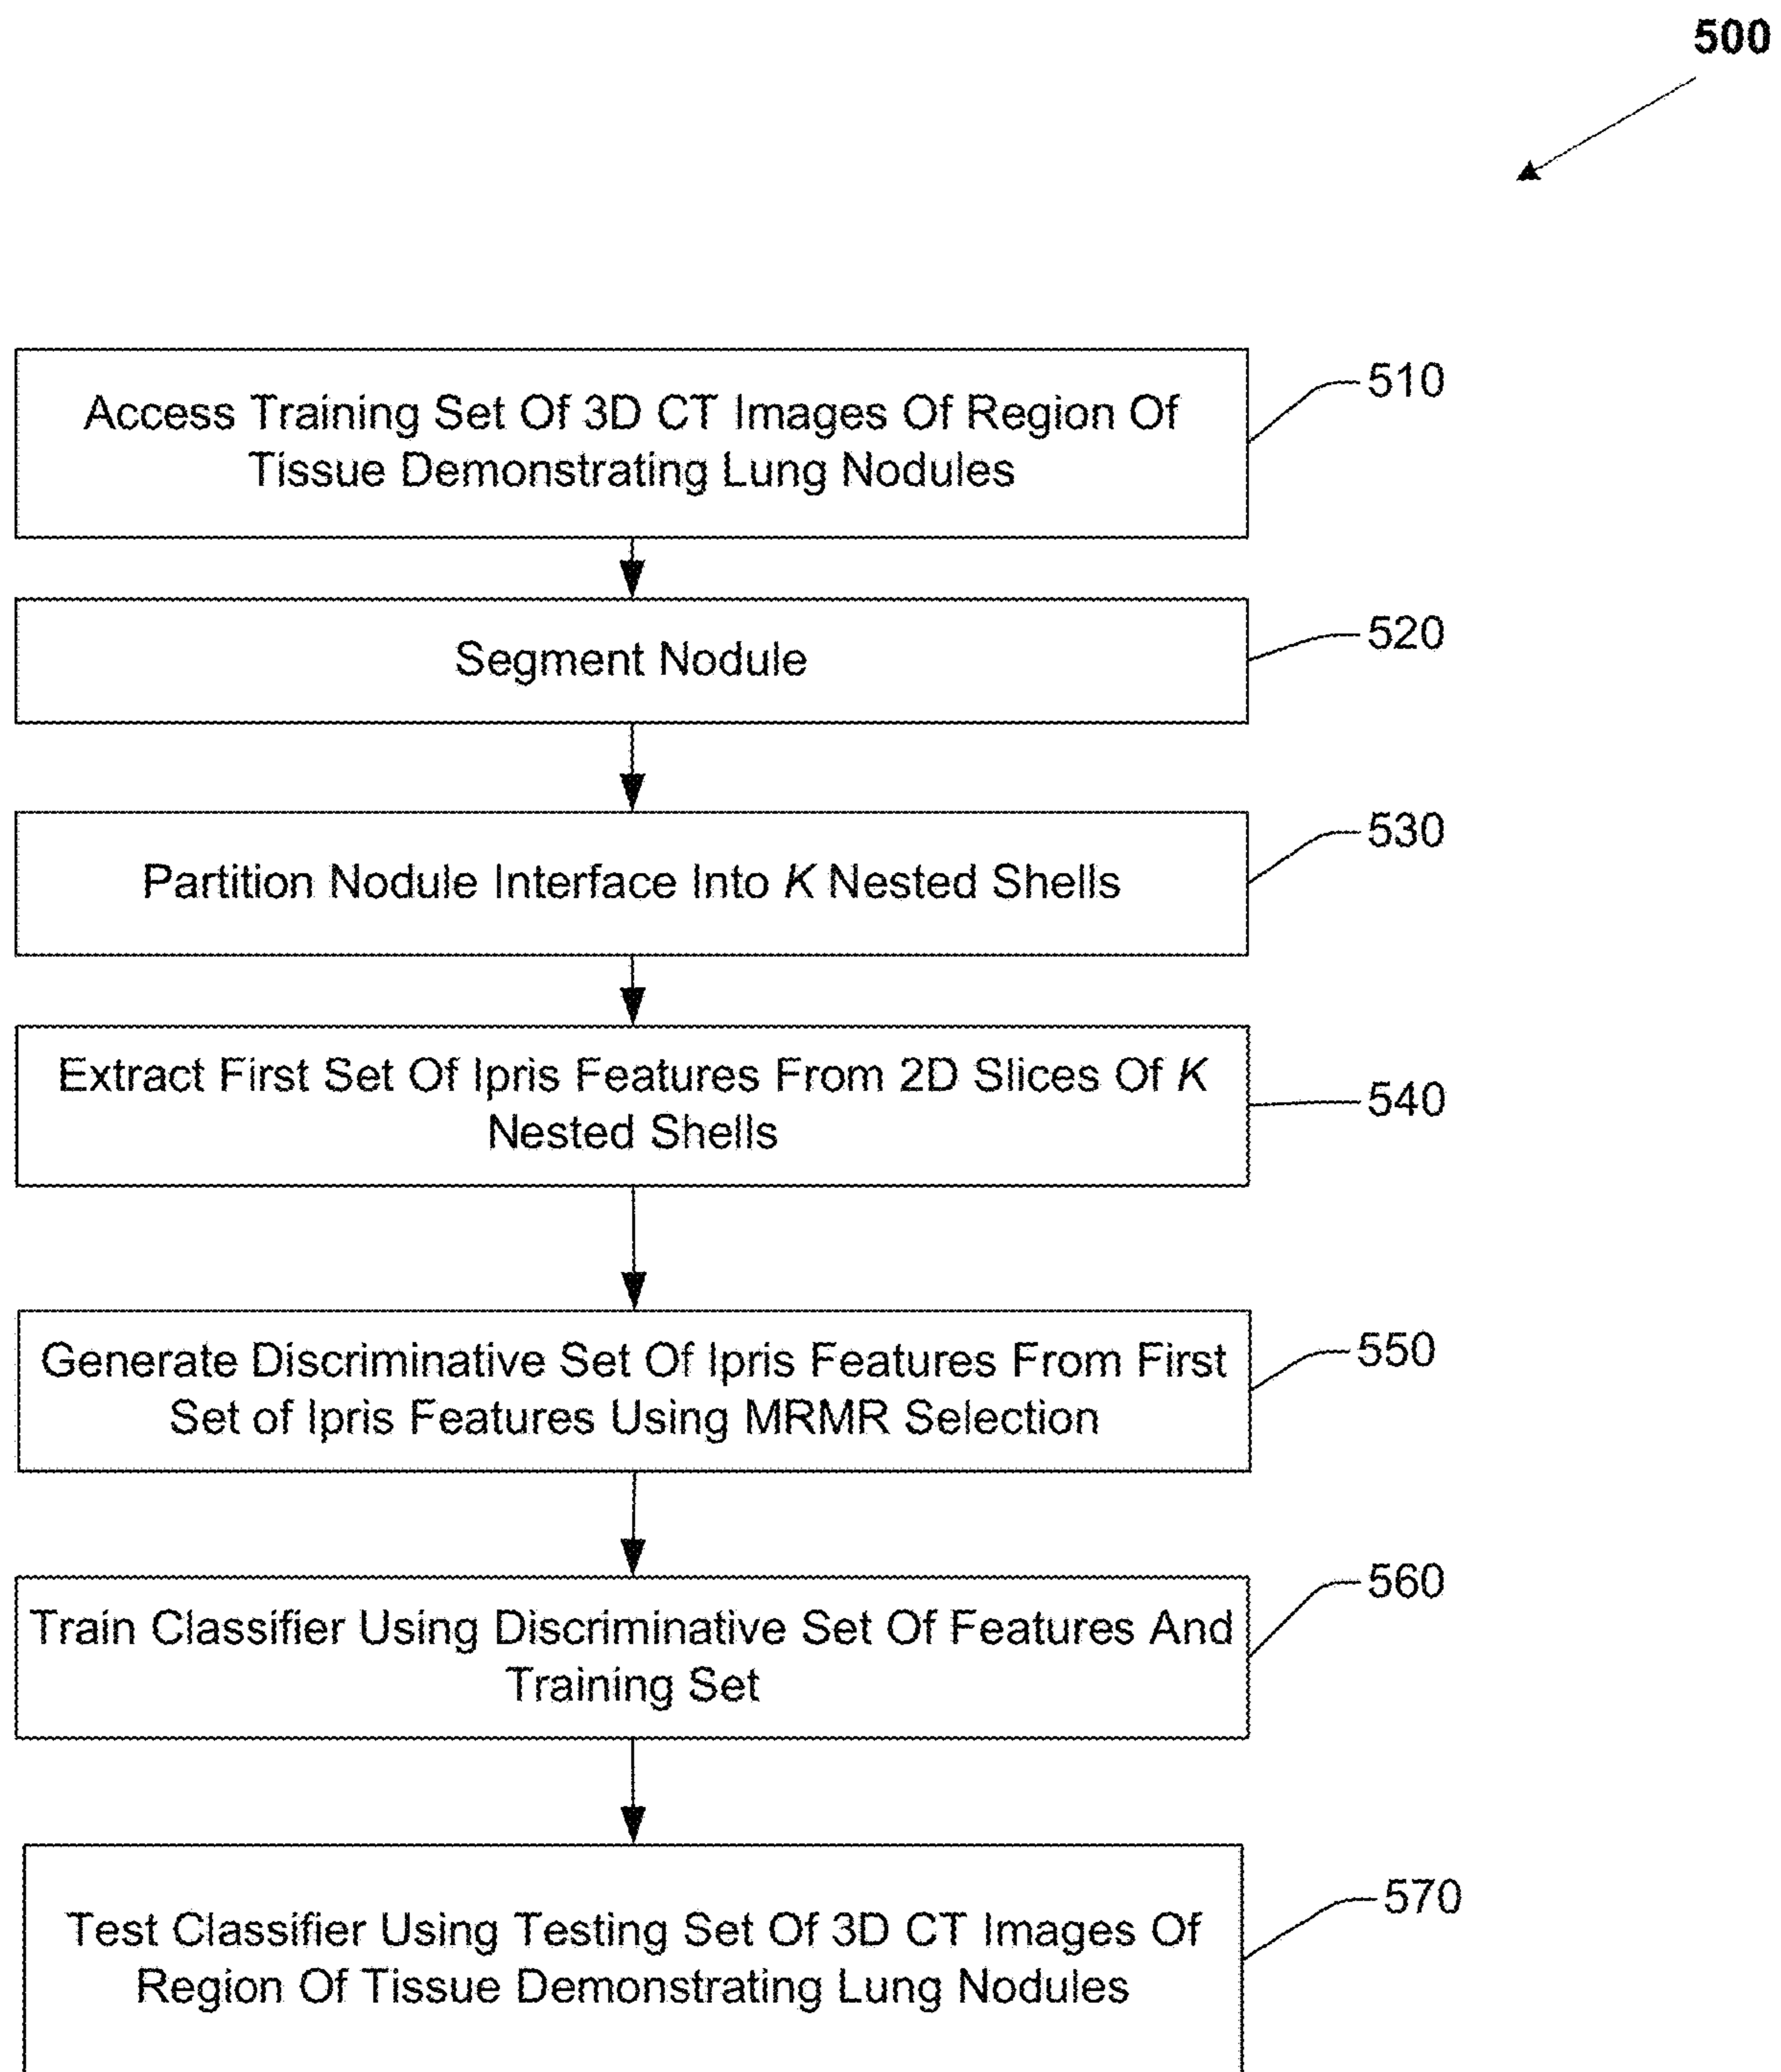 500
Access Training Set Of 3D CT Images Of Region Of
Tissue Demonstrating Lung Nodules
510
Segment Nodule
520
Partition Nodule Interface Into K Nested Shells
530
Extract First Set Of Ipris Features From 2D Slices Of K
Nested Shells
540
Generate Discriminative Set Of Ipris Features From First
Set of Ipris Features Using MRMR Selection
550
Train Classifier Using Discriminative Set Of Features And
Training Set
560
Test Classifier Using Testing Set Of 3D CT Images Of
Region Of Tissue Demonstrating Lung Nodules
570